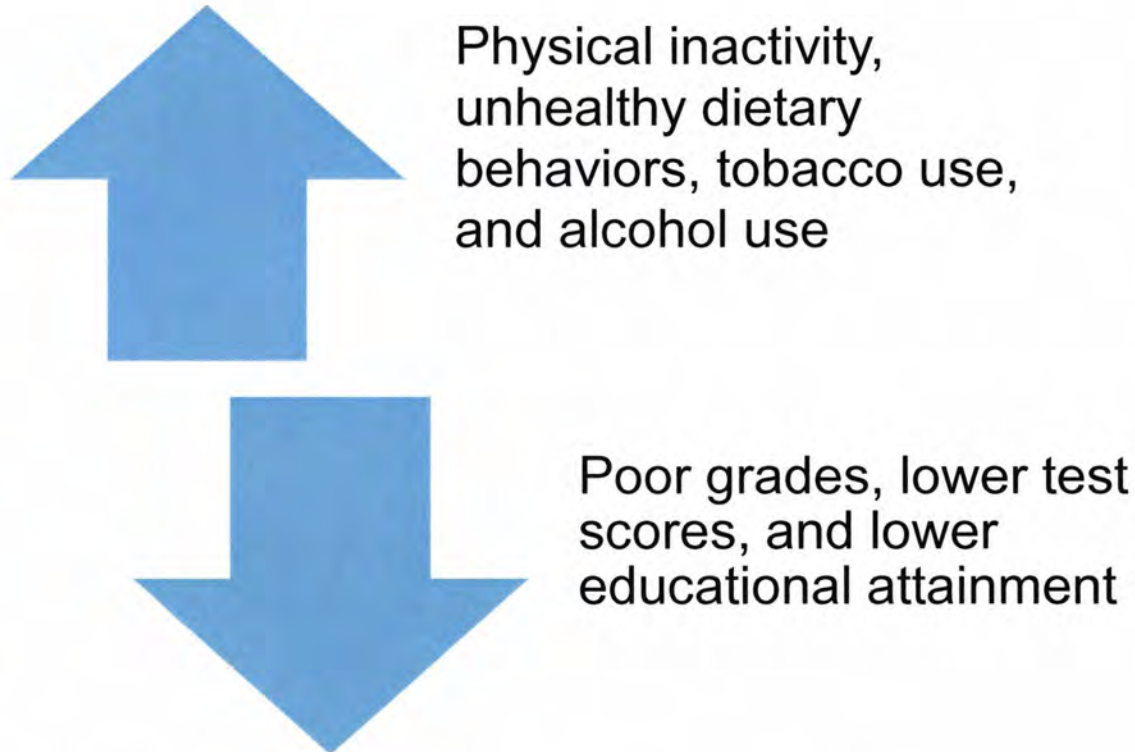 Physical inactivity,
unhealthy dietary
behaviors, tobacco use,
and alcohol use
Poor grades, lower test
scores, and lower
educational attainment